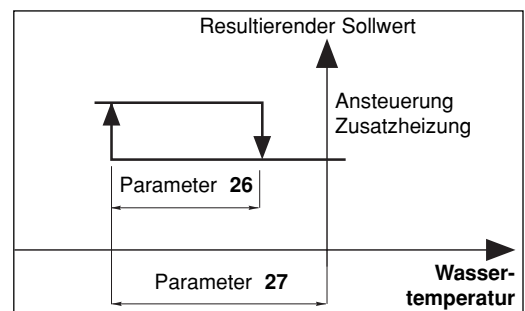 Resultierender Sollwert
Ansteuerung
Zusatzheizung
Parameter 26
Parameter 27
Wasser-
temperatur